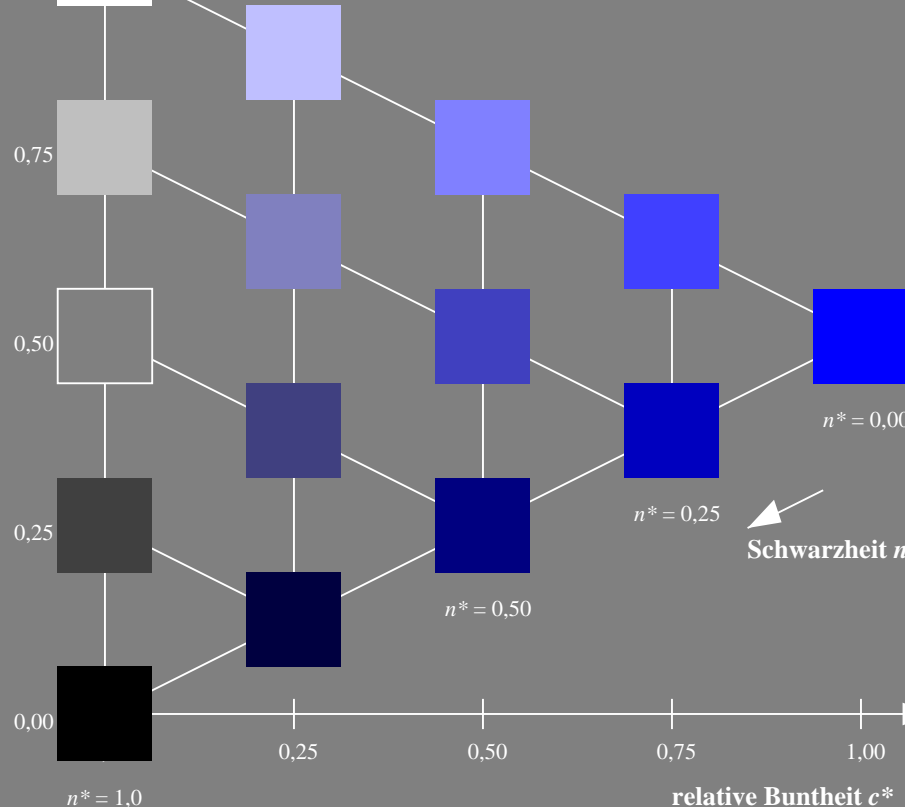 0,75
0,50
n* = 0,00
0,25
n* = 0,25
Schwarzheit n
n* = 0,50
0,00
0,25
0,50
0,75
1,00
n* = 1,0
relative Buntheit c*